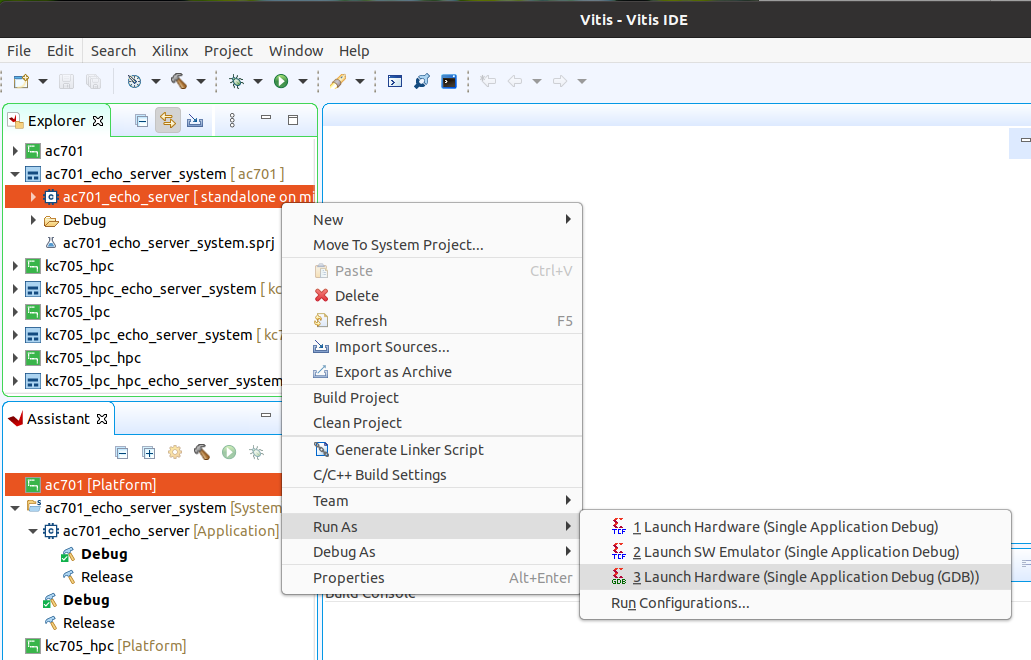 Vitis - Vitis IDE
File Edit Search Xilinx Project Window Help
Explorer
ac701
ac701_echo_server_system [ ac701 ]
ac701_echo_server [ standalone on mi
Debug
ac701_echo_server_system.sprj
kc705_hpc
kc705_hpc_echo_server_system [ kc
kc705_lpc
kc705_lpc_echo_server_system [ kc7
kc705_lpc_hpc
kc705_lpc_hpc_echo_server_system
New
Move To System Project...
Paste Ctrl+V
Delete
Refresh F5
Import Sources...
Export as Archive
Build Project
Clean Project
Generate Linker Script
C/C++ Build Settings
Team
Run As
Debug As
Properties Alt+Enter
TCF 1 Launch Hardware (Single Application Debug)
TCF 2 Launch SW Emulator (Single Application Debug)
GDB 3 Launch Hardware (Single Application Debug (GDB))
Run Configurations...
Build Console
Assistant
ac701 [Platform]
ac701_echo_server_system [System
ac701_echo_server [Application]
Debug
Release
Debug
Release
kc705_hpc [Platform]